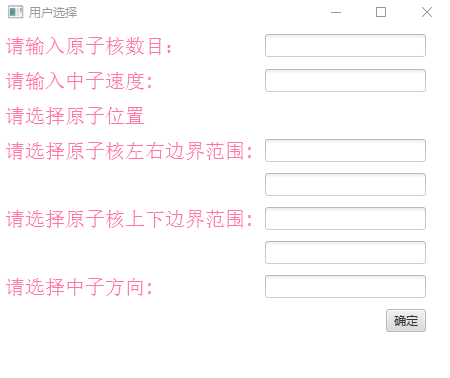 用户选择
请输入原子核数目：
请输入中子速度:
请选择原子位置
请选择原子核左右边界范围:
请选择原子核上下边界范围:
请选择中子方向:
确定